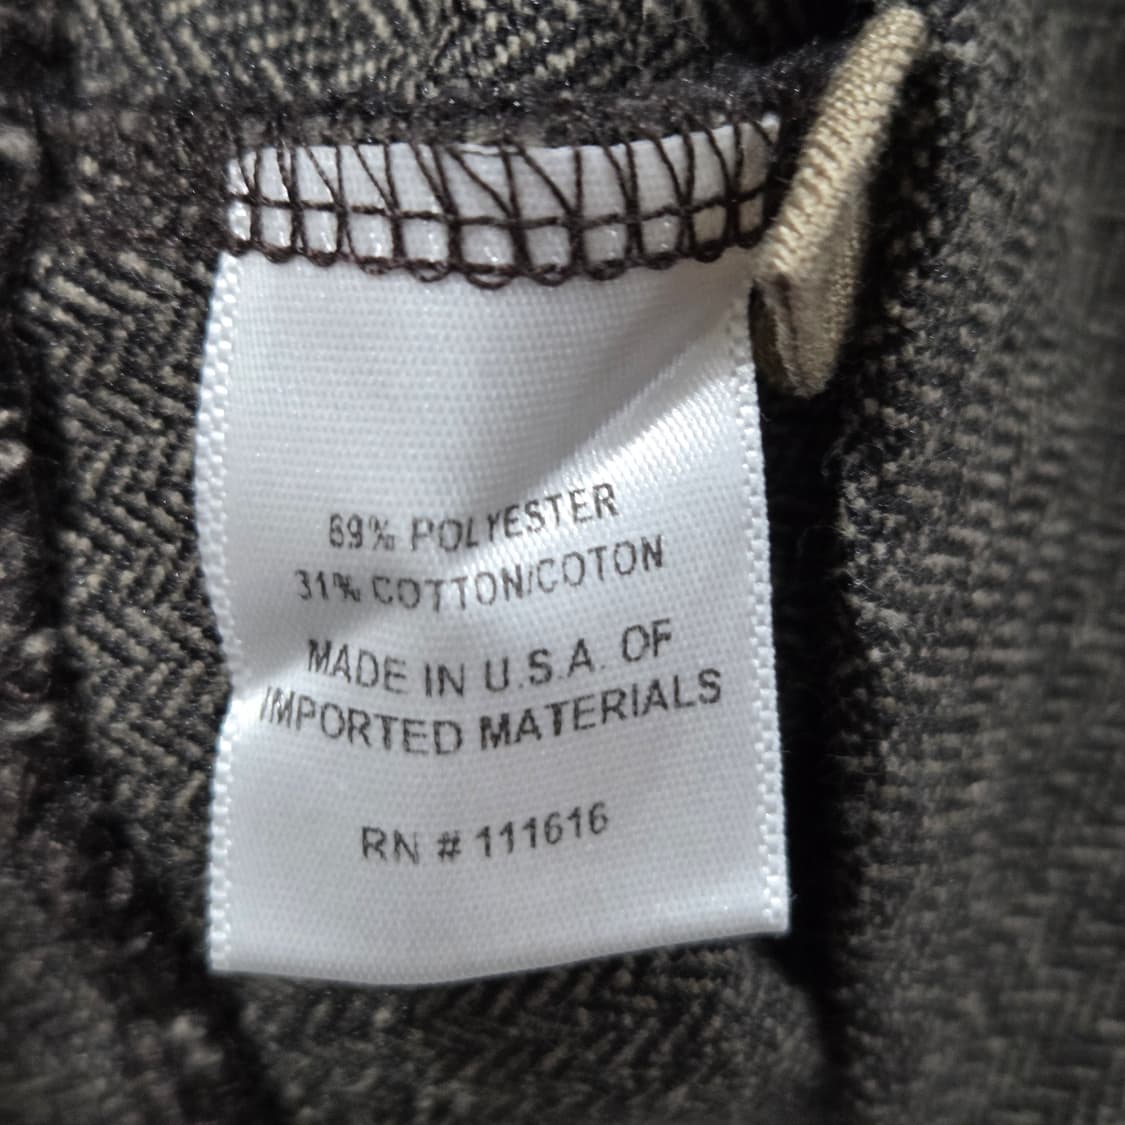 69% POLYESTER
31% COTTON/COTON
MADE IN U.S.A. OF
IMPORTED MATERIALS
RN # 111616